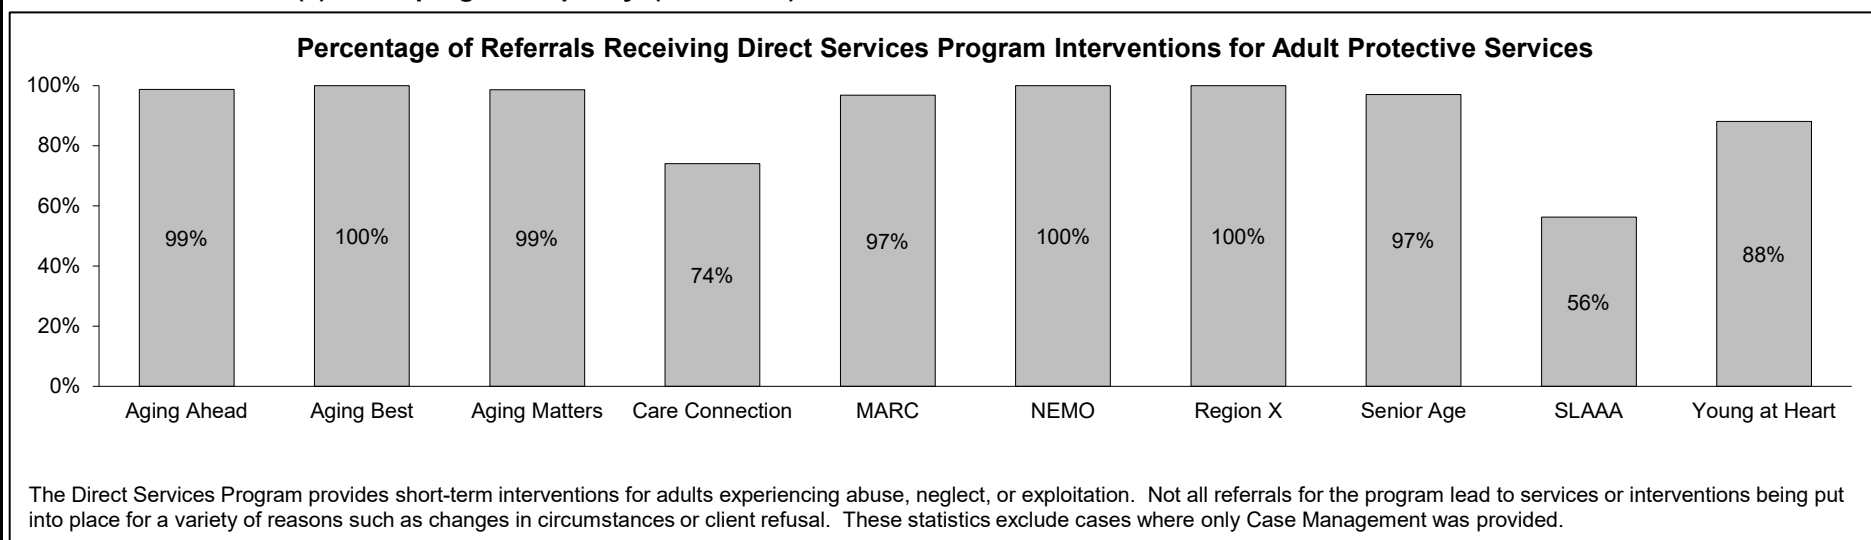 Percentage of Referrals Receiving Direct Services Program Interventions for Adult Protective Services
100%
80%
60%
40%
20%
0%
99%
100%
99%
74%
97%
100%
100%
97%
56%
88%
Aging Ahead
Aging Best
Aging Matters
Care Connection
MARC
NEMO
Region X
Senior Age
SLAAA
Young at Heart
The Direct Services Program provides short-term interventions for adults experiencing abuse, neglect, or exploitation.  Not all referrals for the program lead to services or interventions being put
into place for a variety of reasons such as changes in circumstances or client refusal.  These statistics exclude cases where only Case Management was provided.